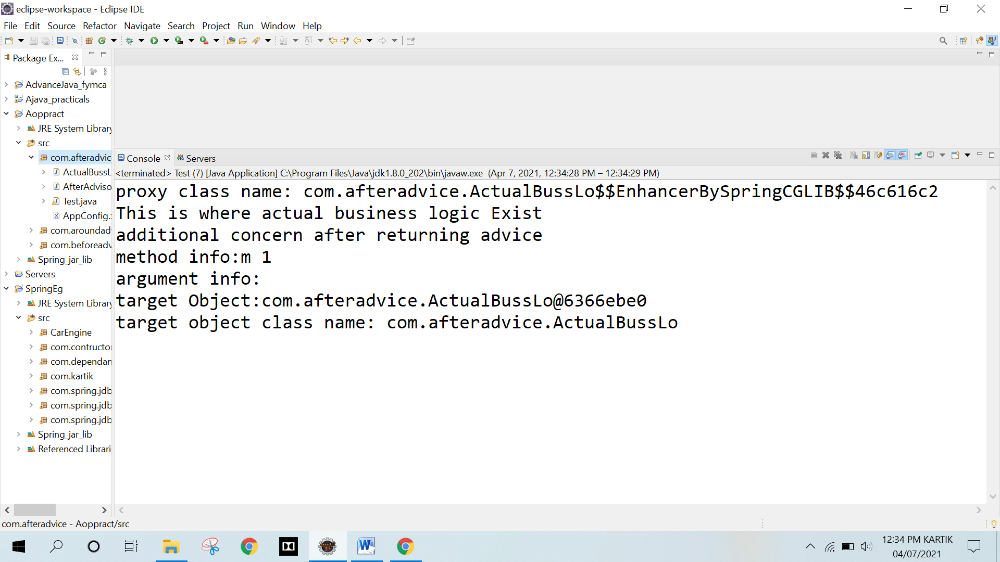 eclipse-workspace - Eclipse IDE
File Edit Source Refactor Navigate Search Project Run Window Help
Package Ex...
AdvanceJava_fymca
Ajava_practicals
Aoppract
JRE System Library
src
com.afteradvic
ActualBussL
AfterAdviso
Test.java
AppConfig.x
com.aroundad
com.beforeadv
Spring_jar_lib
Servers
SpringEg
JRE System Library
src
CarEngine
com.contructor
com.dependan
com.kartik
com.spring.jdb
com.spring.jdb
com.spring.jdb
Spring_jar_lib
Referenced Librari
Console Servers
<terminated> Test (7) [Java Application] C:\Program Files\Java\jdk1.8.0_202\bin\javaw.exe (Apr 7, 2021, 12:34:28 PM – 12:34:29 PM)
proxy class name: com.afteradvice.ActualBussLo$$EnhancerBySpringCGLIB$$46c616c2
This is where actual business logic Exist
additional concern after returning advice
method info:m 1
argument info:
target Object:com.afteradvice.ActualBussLo@6366ebe0
target object class name: com.afteradvice.ActualBussLo
com.afteradvice - Aoppract/src
12:34 PM KARTIK
04/07/2021